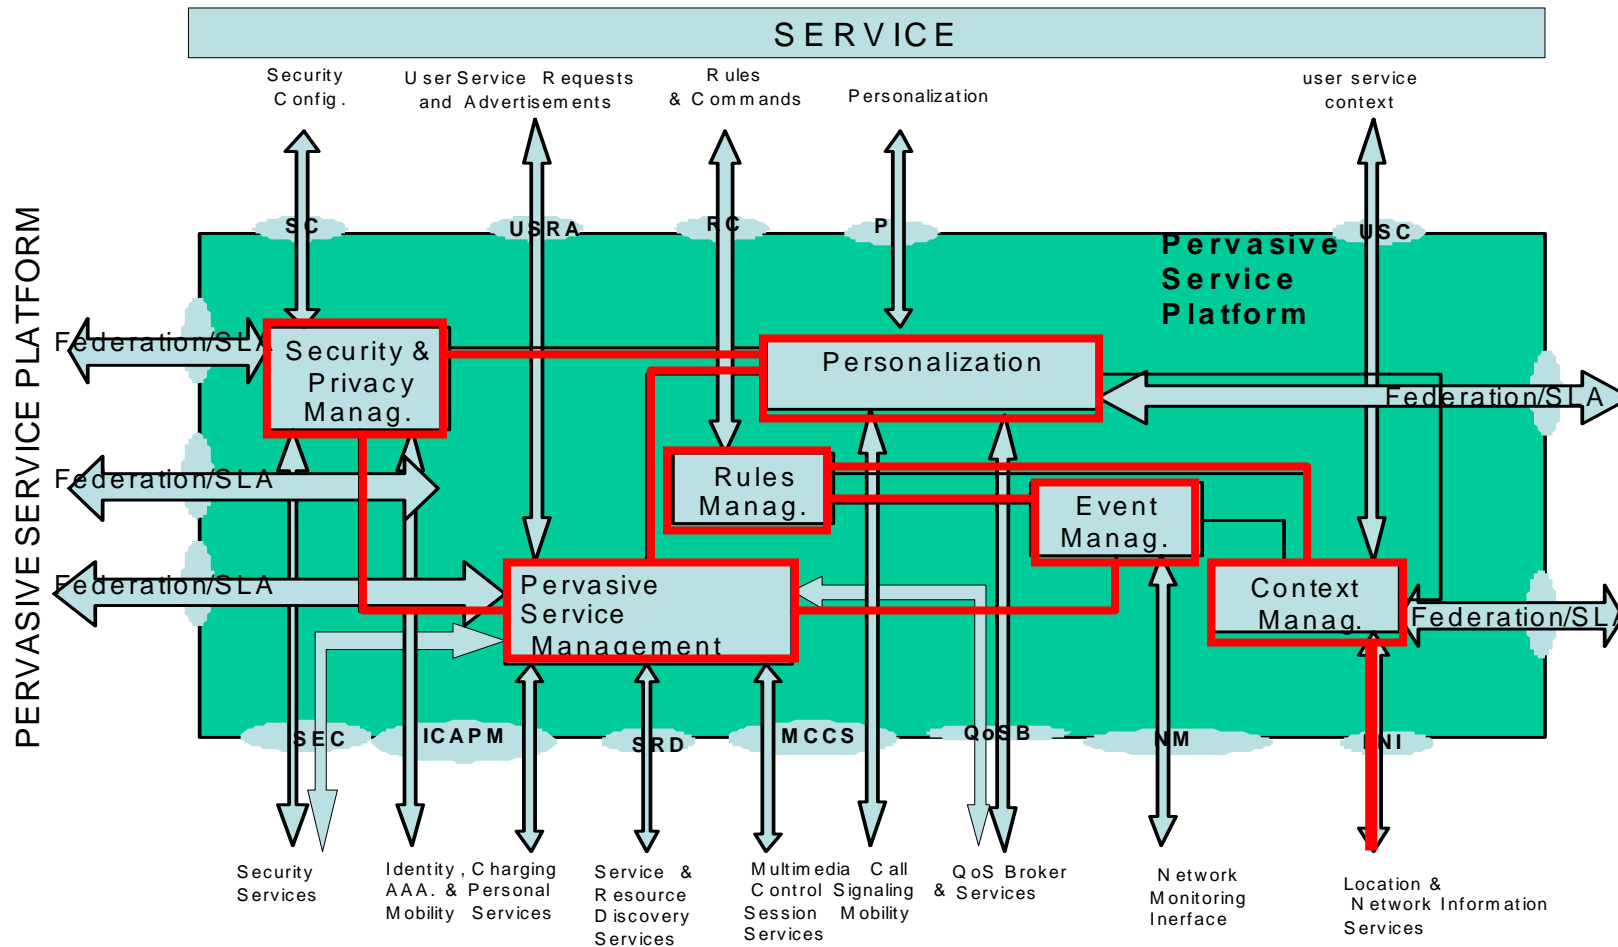 SERVICE
Security
Config.
User Service Requests
and Advertisements
Rules
& Commands
Personalization
user service
context
PERVASIVE SERVICE PLATFORM
SC
USRA
RC
P
USC
Pervasive
Service
Platform
Federation/SLA
Security &
Privacy
Manag.
Personalization
Federation/SLA
Federation/SLA
Rules
Manag.
Event
Manag.
Federation/SLA
Pervasive
Service
Management
Context
Manag.
Federation/SLA
SEC
ICAPM
SRD
MCCS
QoSB
NM
Security
Services
Identity, Charging
AAA. & Personal
Mobility Services
Service &
Resource
Discovery
Services
Multimedia Call
Control Signaling &
Session Mobility
Services
QoS Broker
Services
Network
Monitoring
Inerface
Location &
Network Information
Services